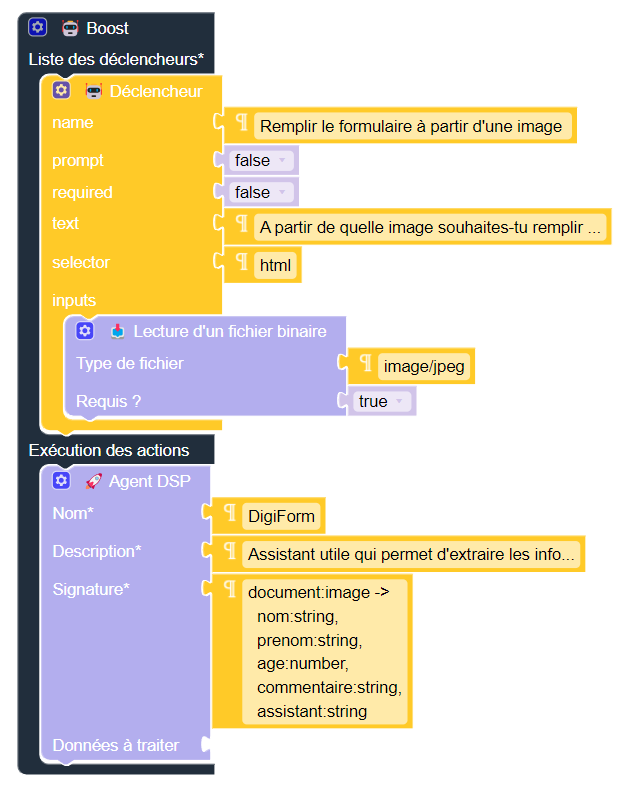 Boost
Liste des déclencheurs*
Déclencheur
name
Remplir le formulaire à partir d'une image
prompt
false
required
false
text
A partir de quelle image souhaites-tu remplir ...
selector
html
inputs
Lecture d'un fichier binaire
Type de fichier
image/jpeg
Requis ?
true
Exécution des actions
Agent DSP
Nom*
DigiForm
Description*
Assistant utile qui permet d'extraire les info...
Signature*
document:image ->
nom:string,
prenom:string,
age:number,
commentaire:string,
assistant:string
Données à traiter